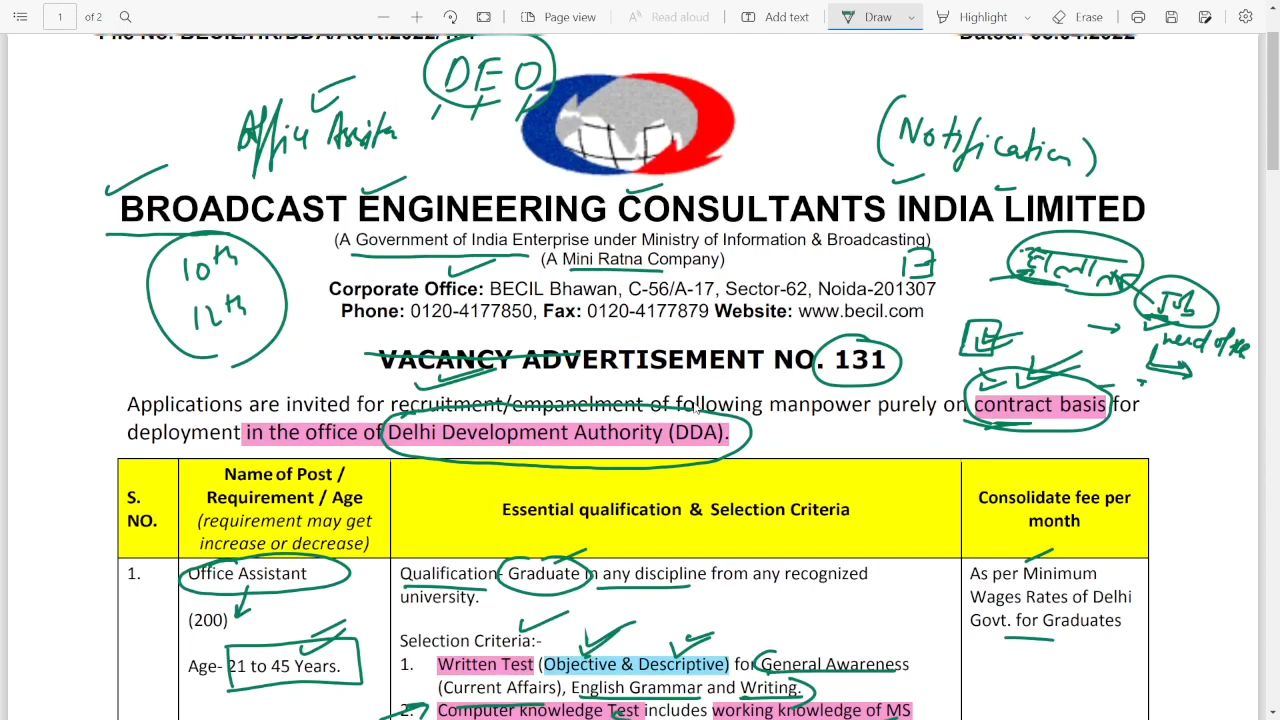 1 of 2
Page view
Read aloud
Add text
Draw
Highlight
Erase
DEO
Office Assista
(Notification)
BROADCAST ENGINEERING CONSULTANTS INDIA LIMITED
(A Government of India Enterprise under Ministry of Information & Broadcasting)
(A Mini Ratna Company)
10th
12th
Corporate Office: BECIL Bhawan, C-56/A-17, Sector-62, Noida-201307
Phone: 0120-4177850, Fax: 0120-4177879 Website: www.becil.com
VACANCY ADVERTISEMENT NO. 131
Applications are invited for recruitment/empanelment of following manpower purely on contract basis for
deployment in the office of Delhi Development Authority (DDA).
S. NO.
Name of Post /
Requirement / Age
(requirement may get
increase or decrease)
Essential qualification & Selection Criteria
Consolidate fee per
month
1.
Office Assistant
(200)
Age- 21 to 45 Years.
Qualification- Graduate in any discipline from any recognized
university.
Selection Criteria:-
1. Written Test (Objective & Descriptive) for General Awareness
(Current Affairs), English Grammar and Writing.
2. Computer knowledge Test includes working knowledge of MS
As per Minimum
Wages Rates of Delhi
Govt. for Graduates